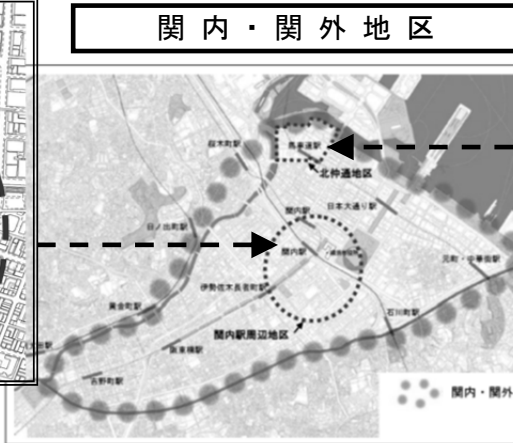 関内・関外地区
桜木町駅
馬車道駅
北仲通地区
日ノ出町駅
関内駅
日本大通り駅
関内駅
元町・中華街駅
伊勢佐木長者町駅
黄金町駅
石川町駅
関内駅周辺地区
阪東橋駅
吉野町駅
関内・関外